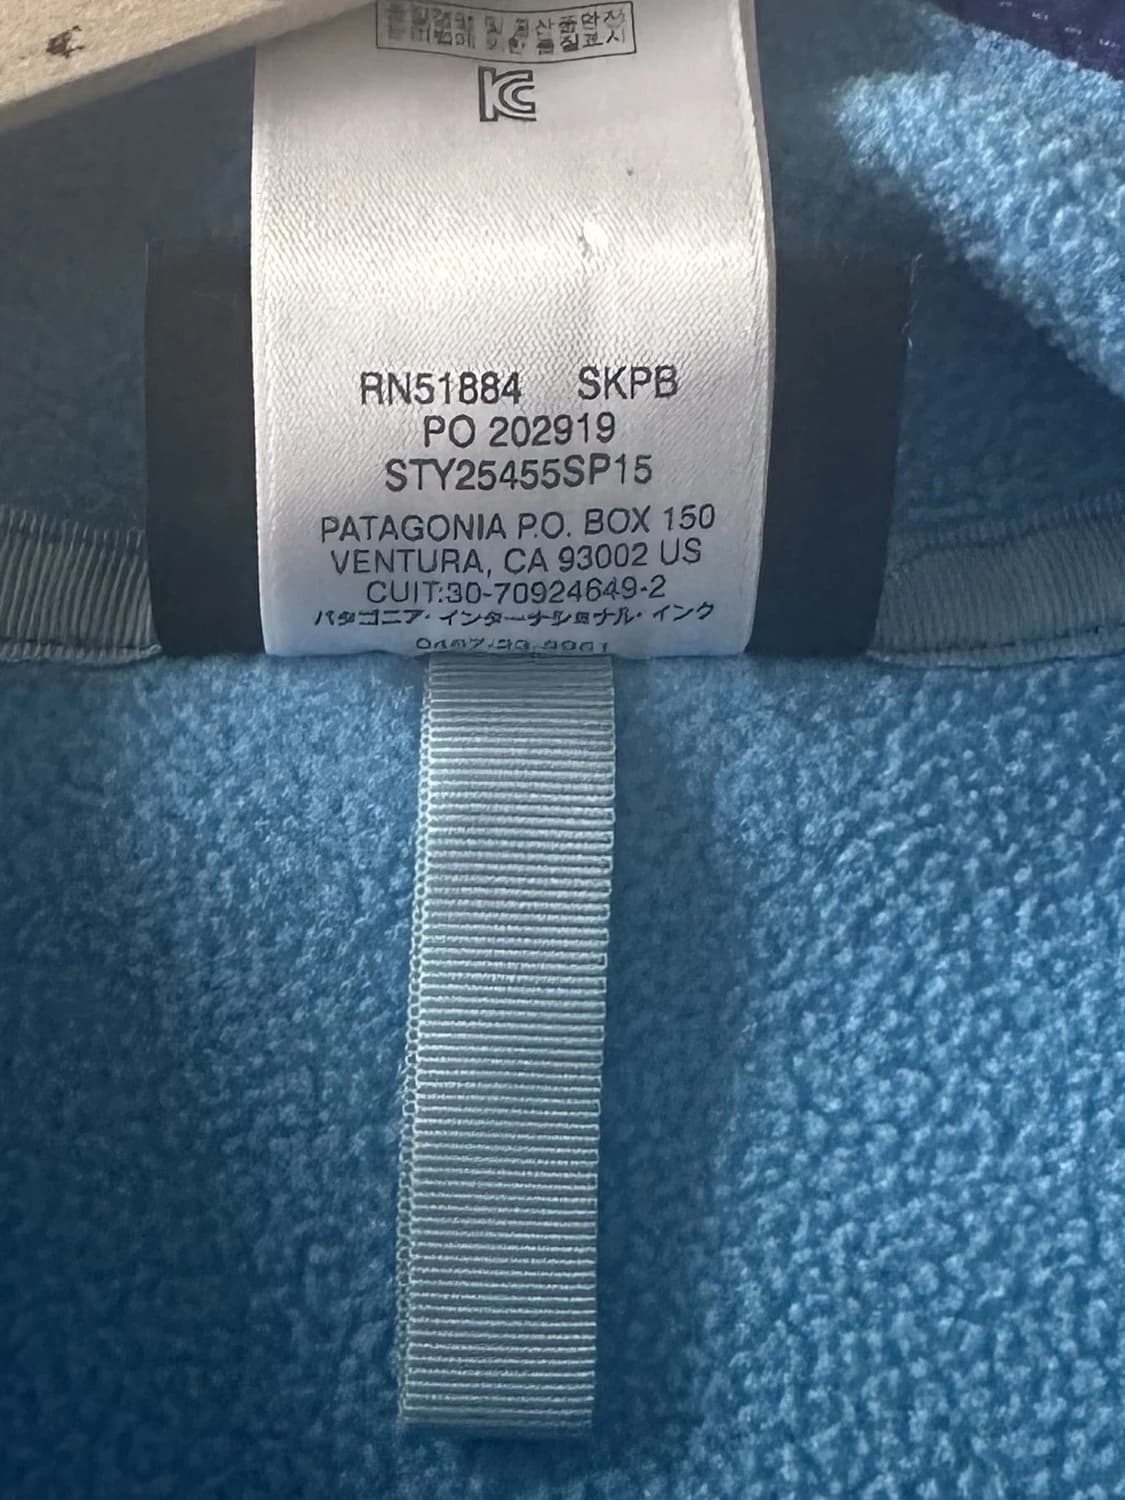 KC
RN51884 SKPB
PO 202919
STY25455SP15
PATAGONIA P.O. BOX 150
VENTURA, CA 93002 US
CUIT:30-70924649-2
パタゴニア・インターナショナル・インク